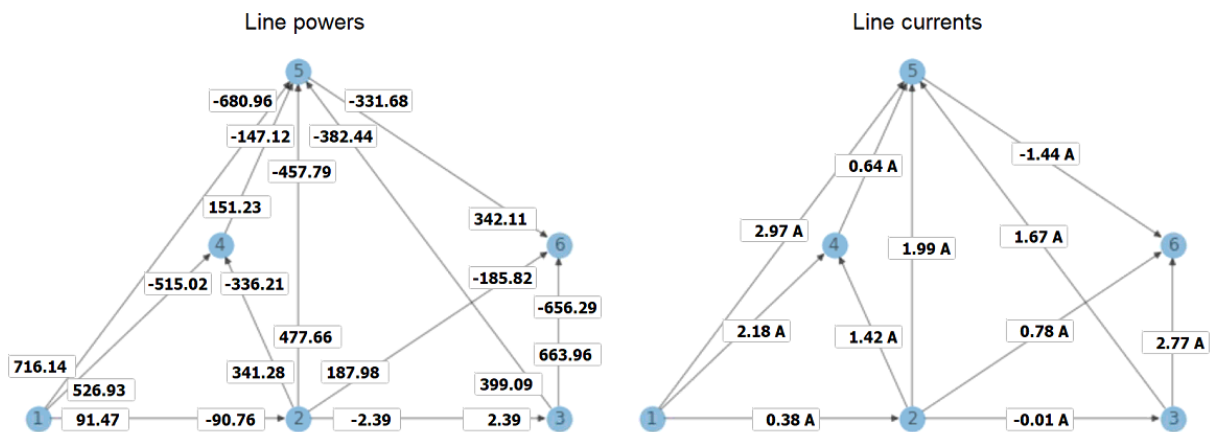 Line powers
Line currents
5
5
-680.96
-331.68
-147.12
-382.44
-1.44 A
-457.79
0.64 A
151.23
342.11
2.97 A
1.67 A
4
6
4
1.99 A
6
-515.02
-336.21
-185.82
-656.29
2.18 A
1.42 A
0.78 A
2.77 A
477.66
663.96
716.14
526.93
341.28
187.98
399.09
1
91.47
-90.76
2
-2.39
2.39
3
1
0.38 A
2
-0.01 A
3